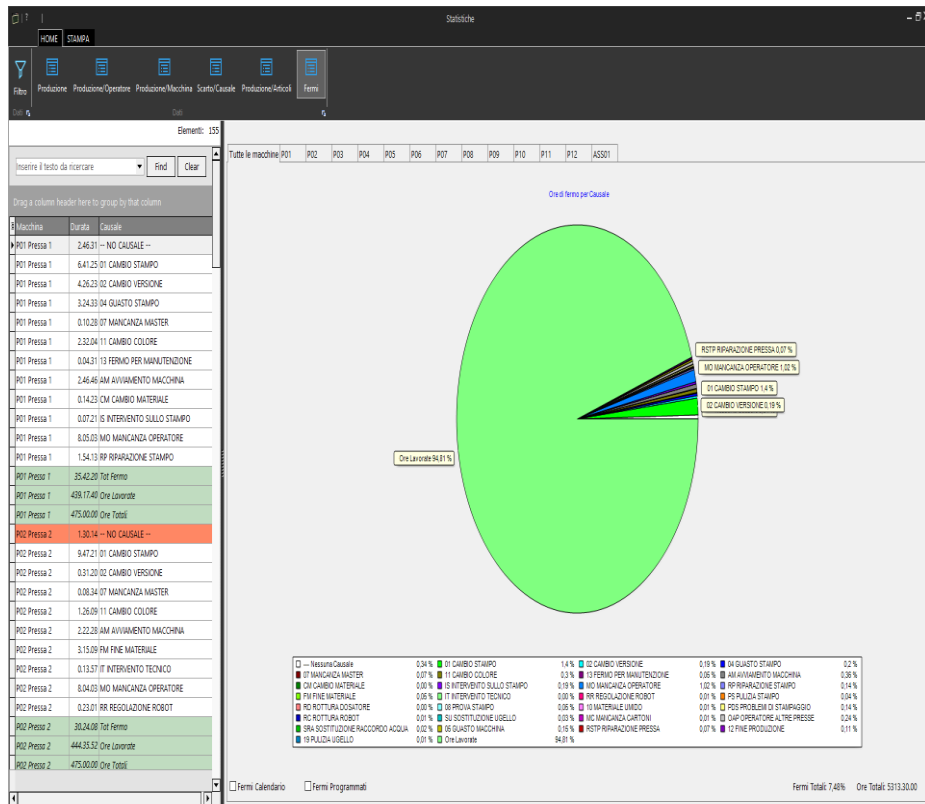 Statistiche
HOME STAMPA
Filtro Produzione Produzione/Operatore Produzione/Macchina Scarto/Causale Produzione/Articoli Fermi
Dati Dati
Elementi: 155
Inserire il testo da ricercare Find Clear
Drag a column header here to group by that column
Macchina Durata Causale
P01 Pressa 1 2.46.31 -- NO CAUSALE --
P01 Pressa 1 6.41.25 01 CAMBIO STAMPO
P01 Pressa 1 4.26.23 02 CAMBIO VERSIONE
P01 Pressa 1 3.24.33 04 GUASTO STAMPO
P01 Pressa 1 0.10.28 07 MANCANZA MASTER
P01 Pressa 1 2.32.04 11 CAMBIO COLORE
P01 Pressa 1 0.04.31 13 FERMO PER MANUTENZIONE
P01 Pressa 1 2.46.46 AM AVVIAMENTO MACCHINA
P01 Pressa 1 0.14.23 CM CAMBIO MATERIALE
P01 Pressa 1 0.07.21 IS INTERVENTO SULLO STAMPO
P01 Pressa 1 8.05.03 MO MANCANZA OPERATORE
P01 Pressa 1 1.54.13 RP RIPARAZIONE STAMPO
P01 Pressa 1 35.42.20 Tot Fermo
P01 Pressa 1 439.17.40 Ore Lavorate
P01 Pressa 1 475.00.00 Ore Totali
P02 Pressa 2 1.30.14 -- NO CAUSALE --
P02 Pressa 2 9.47.21 01 CAMBIO STAMPO
P02 Pressa 2 0.31.20 02 CAMBIO VERSIONE
P02 Pressa 2 0.08.34 07 MANCANZA MASTER
P02 Pressa 2 1.26.09 11 CAMBIO COLORE
P02 Pressa 2 2.22.28 AM AVVIAMENTO MACCHINA
P02 Pressa 2 3.15.09 FM FINE MATERIALE
P02 Pressa 2 0.13.57 IT INTERVENTO TECNICO
P02 Pressa 2 8.04.03 MO MANCANZA OPERATORE
P02 Pressa 2 0.23.01 RR REGOLAZIONE ROBOT
P02 Pressa 2 30.24.08 Tot Fermo
P02 Pressa 2 444.35.52 Ore Lavorate
P02 Pressa 2 475.00.00 Ore Totali
Tutte le macchine P01 P02 P03 P04 P05 P06 P07 P08 P09 P10 P11 P12 ASS01
Ore di fermo per Causale
RSTP RIPARAZIONE PRESSA 0,07 %
MO MANCANZA OPERATORE 1,02 %
01 CAMBIO STAMPO 1,4 %
02 CAMBIO VERSIONE 0,19 %
Ore Lavorate 94,81 %
--- Nessuna Causale 0,34 % 01 CAMBIO STAMPO 1,4 % 02 CAMBIO VERSIONE 0,19 % 04 GUASTO STAMPO 0,2 %
07 MANCANZA MASTER 0,07 % 11 CAMBIO COLORE 0,3 % 13 FERMO PER MANUTENZIONE 0,05 % AM AVVIAMENTO MACCHINA 0,36 %
CM CAMBIO MATERIALE 0,00 % IS INTERVENTO SULLO STAMPO 0,19 % MO MANCANZA OPERATORE 1,02 % RP RIPARAZIONE STAMPO 0,14 %
FM FINE MATERIALE 0,06 % IT INTERVENTO TECNICO 0,00 % RR REGOLAZIONE ROBOT 0,01 % PS PULIZIA STAMPO 0,04 %
RD ROTTURA DOSATORE 0,00 % 08 PROVA STAMPO 0,05 % 10 MATERIALE UMIDO 0,01 % PDS PROBLEMI DI STAMPAGGIO 0,14 %
RC ROTTURA ROBOT 0,01 % SU SOSTITUZIONE UGELLO 0,03 % MC MANCANZA CARTONI 0,01 % OAP OPERATORE ALTRE PRESSE 0,24 %
SRA SOSTITUZIONE RACCORDO ACQUA 0,02 % 05 GUASTO MACCHINA 0,16 % RSTP RIPARAZIONE PRESSA 0,07 % 12 FINE PRODUZIONE 0,11 %
19 PULIZIA UGELLO 0,01 % Ore Lavorate 94,81 %
Fermi Calendario Fermi Programmati Fermi Totali: 7,48% Ore Totali: 5313.30.00